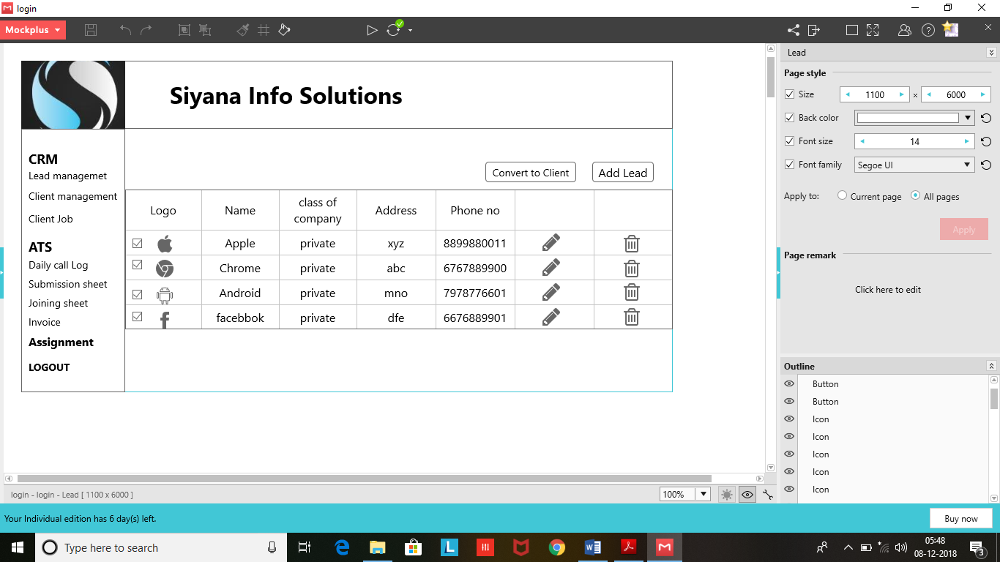 login
Mockplus
Siyana Info Solutions
CRM
Lead managemet
Client management
Client Job
ATS
Daily call Log
Submission sheet
Joining sheet
Invoice
Assignment
LOGOUT
Convert to Client Add Lead
Logo Name class of company Address Phone no
Apple private xyz 8899880011
Chrome private abc 6767889900
Android private mno 7978776601
facebbok private dfe 6676889901
Lead
Page style
Size 1100 x 6000
Back color
Font size 14
Font family Segoe UI
Apply to: Current page All pages
Apply
Page remark
Click here to edit
Outline
Button
Button
Icon
Icon
Icon
Icon
Icon
login - login - Lead [ 1100 x 6000 ]
100%
Your Individual edition has 6 day(s) left.
Buy now
Type here to search
05:48
08-12-2018
3